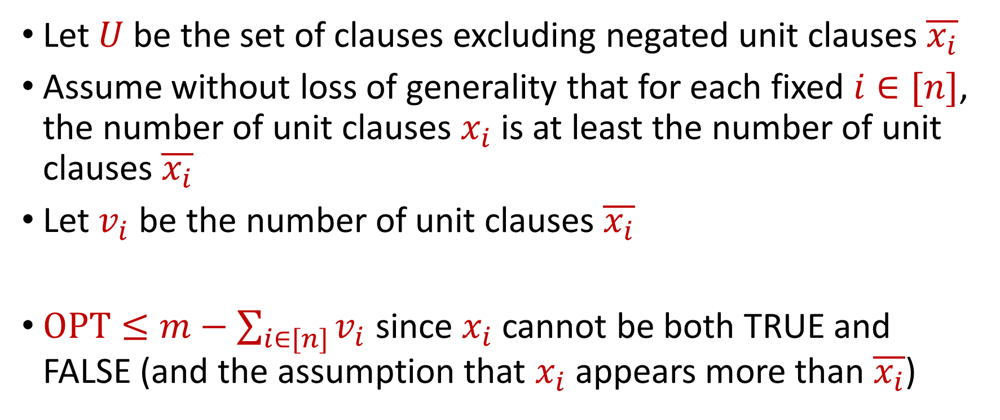 • Let 𝑈 be the set of clauses excluding negated unit clauses $\overline{x_i}$
• Assume without loss of generality that for each fixed $i \in [n]$,
the number of unit clauses $x_i$ is at least the number of unit
clauses $\overline{x_i}$
• Let $v_i$ be the number of unit clauses $\overline{x_i}$
• $\mathrm{OPT} \leq m - \sum_{i \in [n]} v_i$ since $x_i$ cannot be both TRUE and
FALSE (and the assumption that $x_i$ appears more than $\overline{x_i}$)